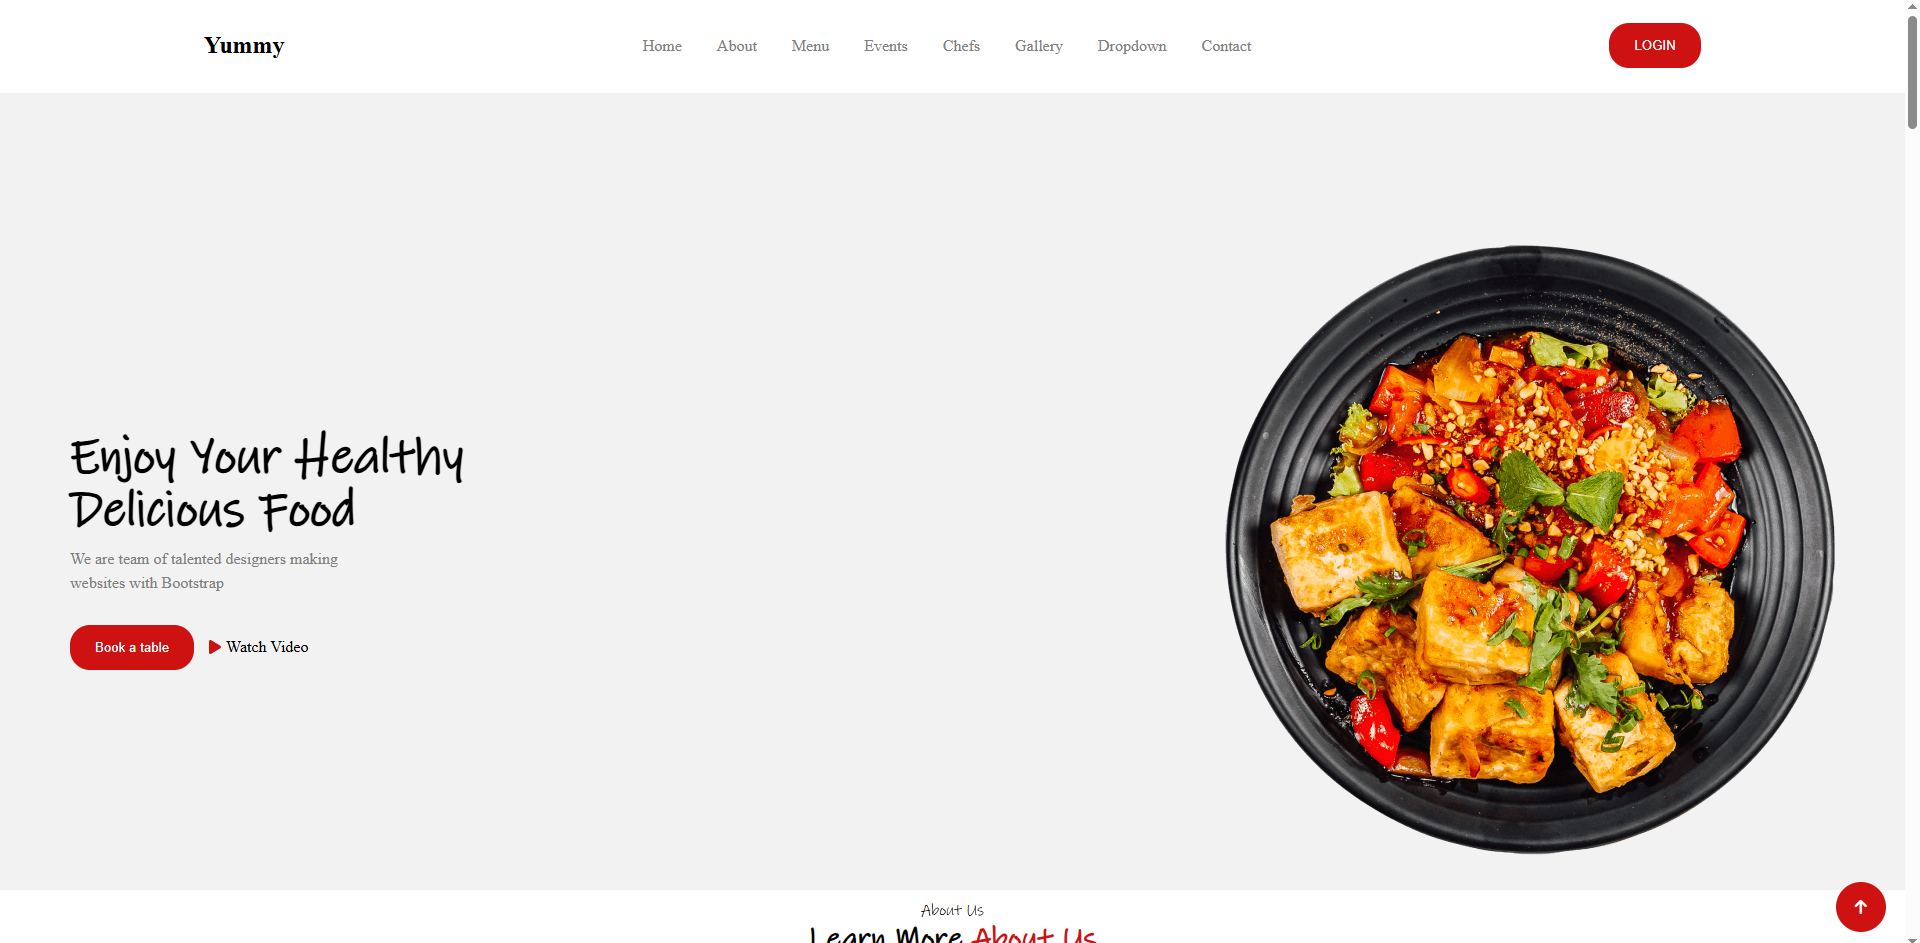 Yummy
Home About Menu Events Chefs Gallery Dropdown Contact
LOGIN
Enjoy Your Healthy
Delicious Food
We are team of talented designers making
websites with Bootstrap
Book a table
Watch Video
About Us
Learn More About Us